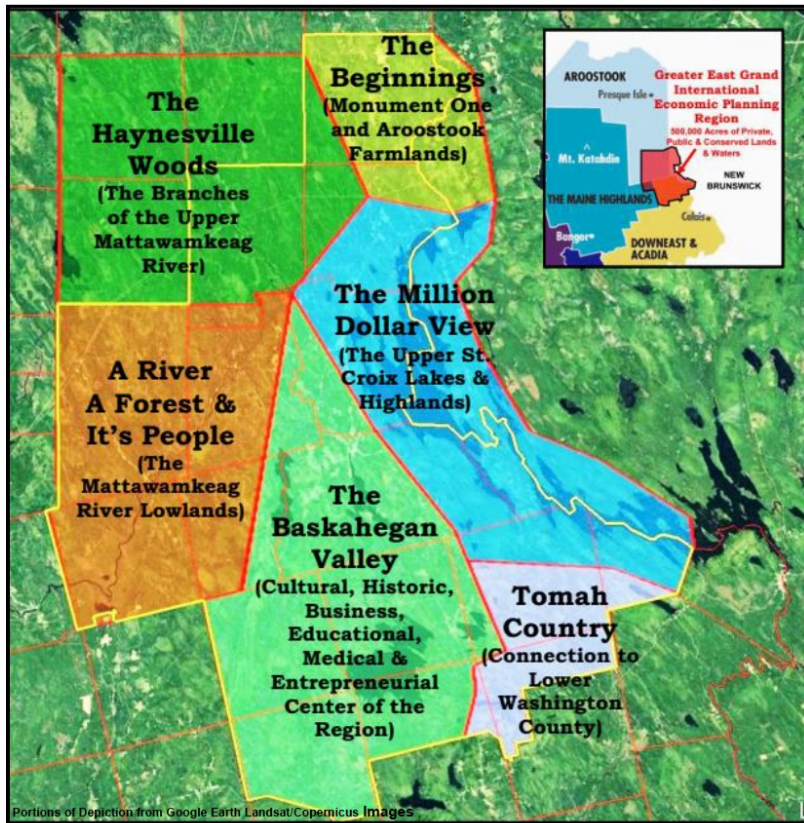 The
Beginnings
(Monument One
and Aroostook
Farmlands)
The
Haynesville
Woods
(The Branches
of the Upper
Mattawamkeag
River)
AROOSTOOK
Presque Isle
Greater East Grand
International
Economic Planning
Region
500,000 Acres of Private,
Public & Conserved Lands
& Waters
Mt. Katahdin
NEW
BRUNSWICK
THE MAINE HIGHLANDS
Calais
Bangor
DOWNEAST &
ACADIA
The Million
Dollar View
(The Upper St.
Croix Lakes &
Highlands)
A River
A Forest &
It's People
(The
Mattawamkeag
River Lowlands)
The
Baskahegan
Valley
(Cultural, Historic,
Business,
Educational,
Medical &
Entrepreneurial
Center of the
Region)
Tomah
Country
(Connection to
Lower
Washington
County)
Portions of Depiction from Google Earth Landsat/Copernicus Images